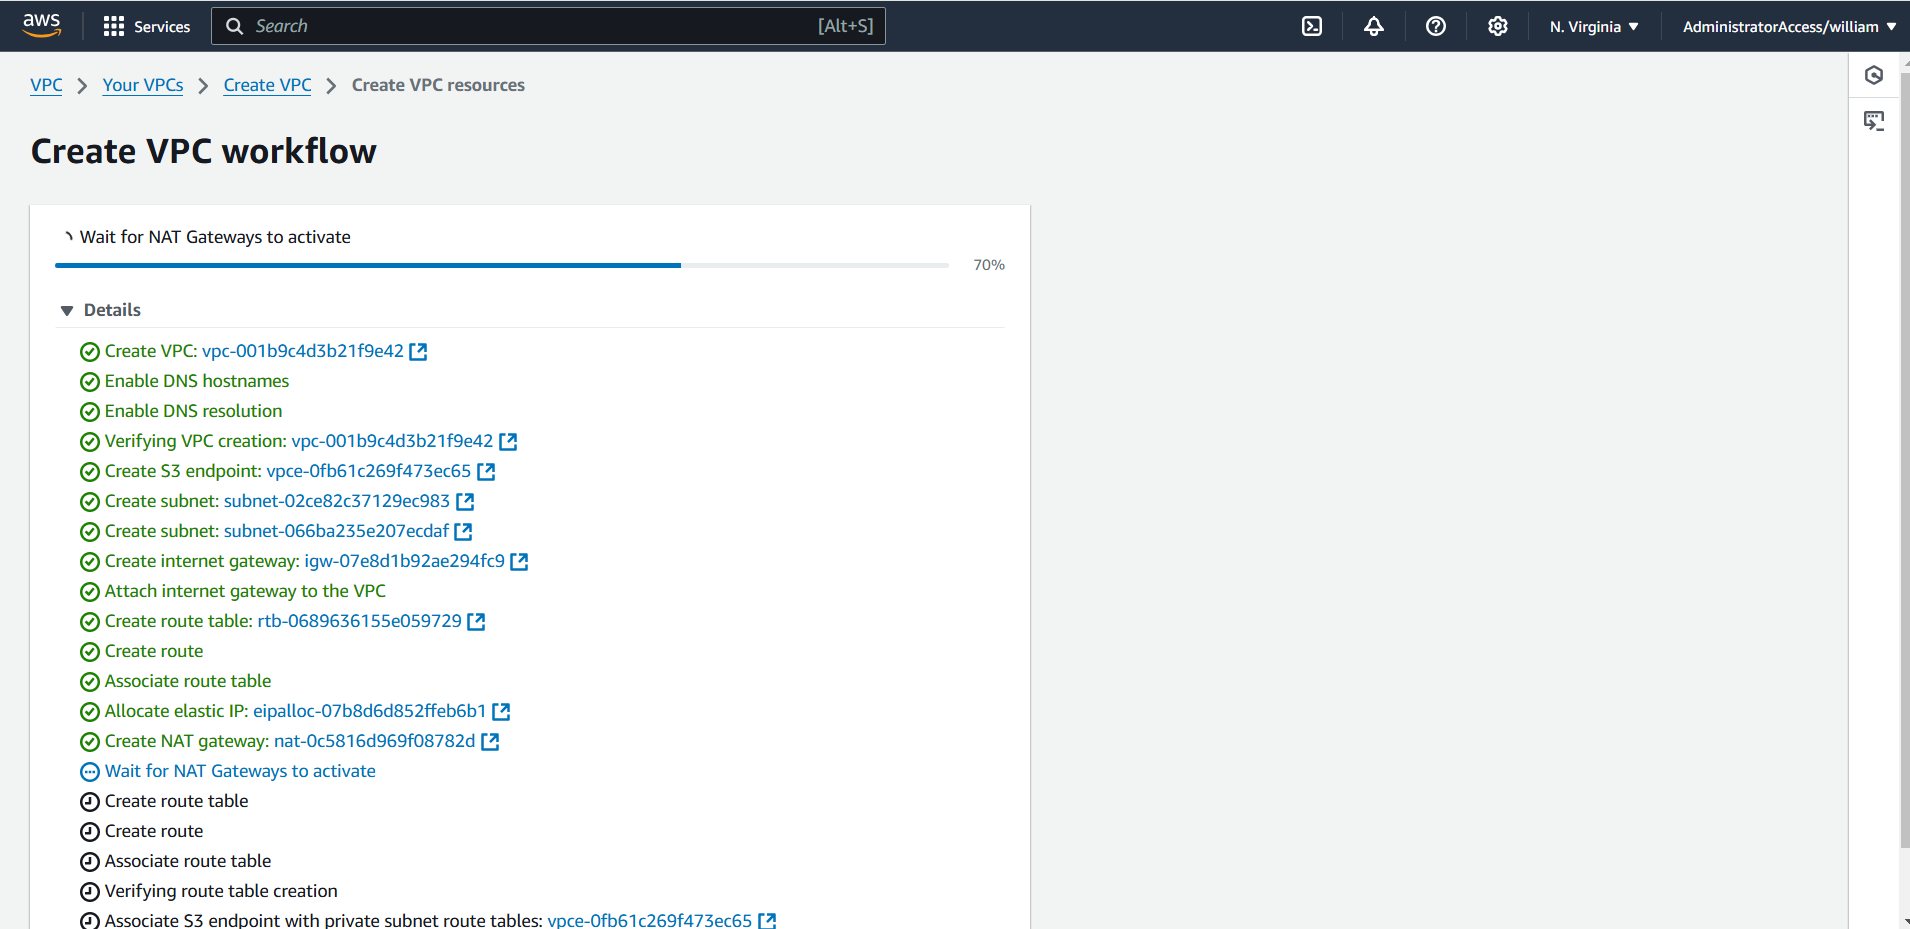 aws Services Search [Alt+S] N. Virginia AdministratorAccess/william
VPC Your VPCs Create VPC Create VPC resources
Create VPC workflow
Wait for NAT Gateways to activate
70%
Details
Create VPC: vpc-001b9c4d3b21f9e42
Enable DNS hostnames
Enable DNS resolution
Verifying VPC creation: vpc-001b9c4d3b21f9e42
Create S3 endpoint: vpce-0fb61c269f473ec65
Create subnet: subnet-02ce82c37129ec983
Create subnet: subnet-066ba235e207ecdaf
Create internet gateway: igw-07e8d1b92ae294fc9
Attach internet gateway to the VPC
Create route table: rtb-0689636155e059729
Create route
Associate route table
Allocate elastic IP: eipalloc-07b8d6d852ffeb6b1
Create NAT gateway: nat-0c5816d969f08782d
Wait for NAT Gateways to activate
Create route table
Create route
Associate route table
Verifying route table creation
Associate S3 endpoint with private subnet route tables: vpce-0fb61c269f473ec65